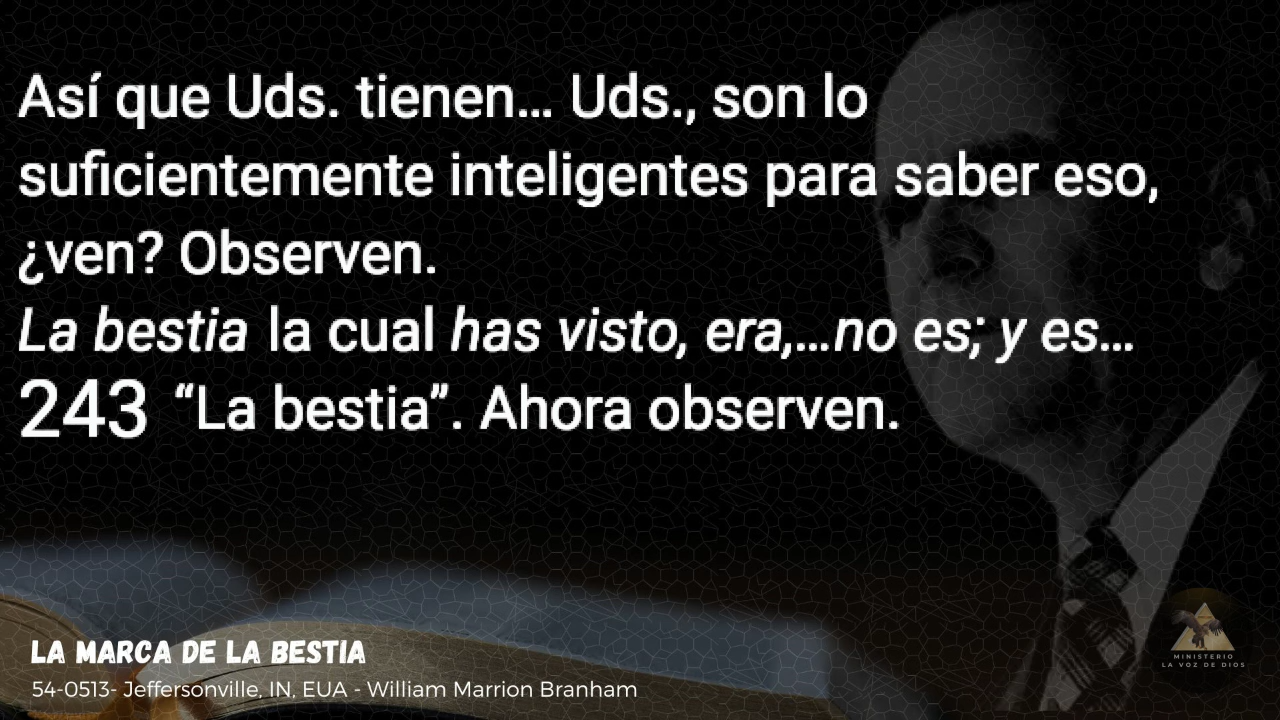 Así que Uds. tienen... Uds., son lo
suficientemente inteligentes para saber eso,
¿ven? Observen.
La bestia la cual has visto, era,...no es; y es...
243 “La bestia”. Ahora observen.
LA MARCA DE LA BESTIA
54-0513- Jeffersonville, IN, EUA - William Marrion Branham
MINISTERIO
LA VOZ DE DIOS